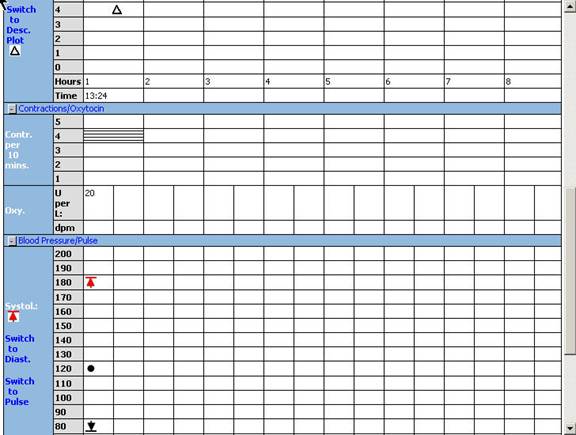 Switch
to
Desc.
Plot
4
3
2
1
0
Hours 1 2 3 4 5 6 7 8
Time 13:24
- Contractions/Oxytocin
Contr.
per
10
mins.
5
4
3
2
1
Oxy.
U
per
L:
20
dpm
- Blood Pressure/Pulse
200
190
180
170
160
150
140
130
120
110
100
90
80
Systol.:
Switch
to
Diast.
Switch
to
Pulse